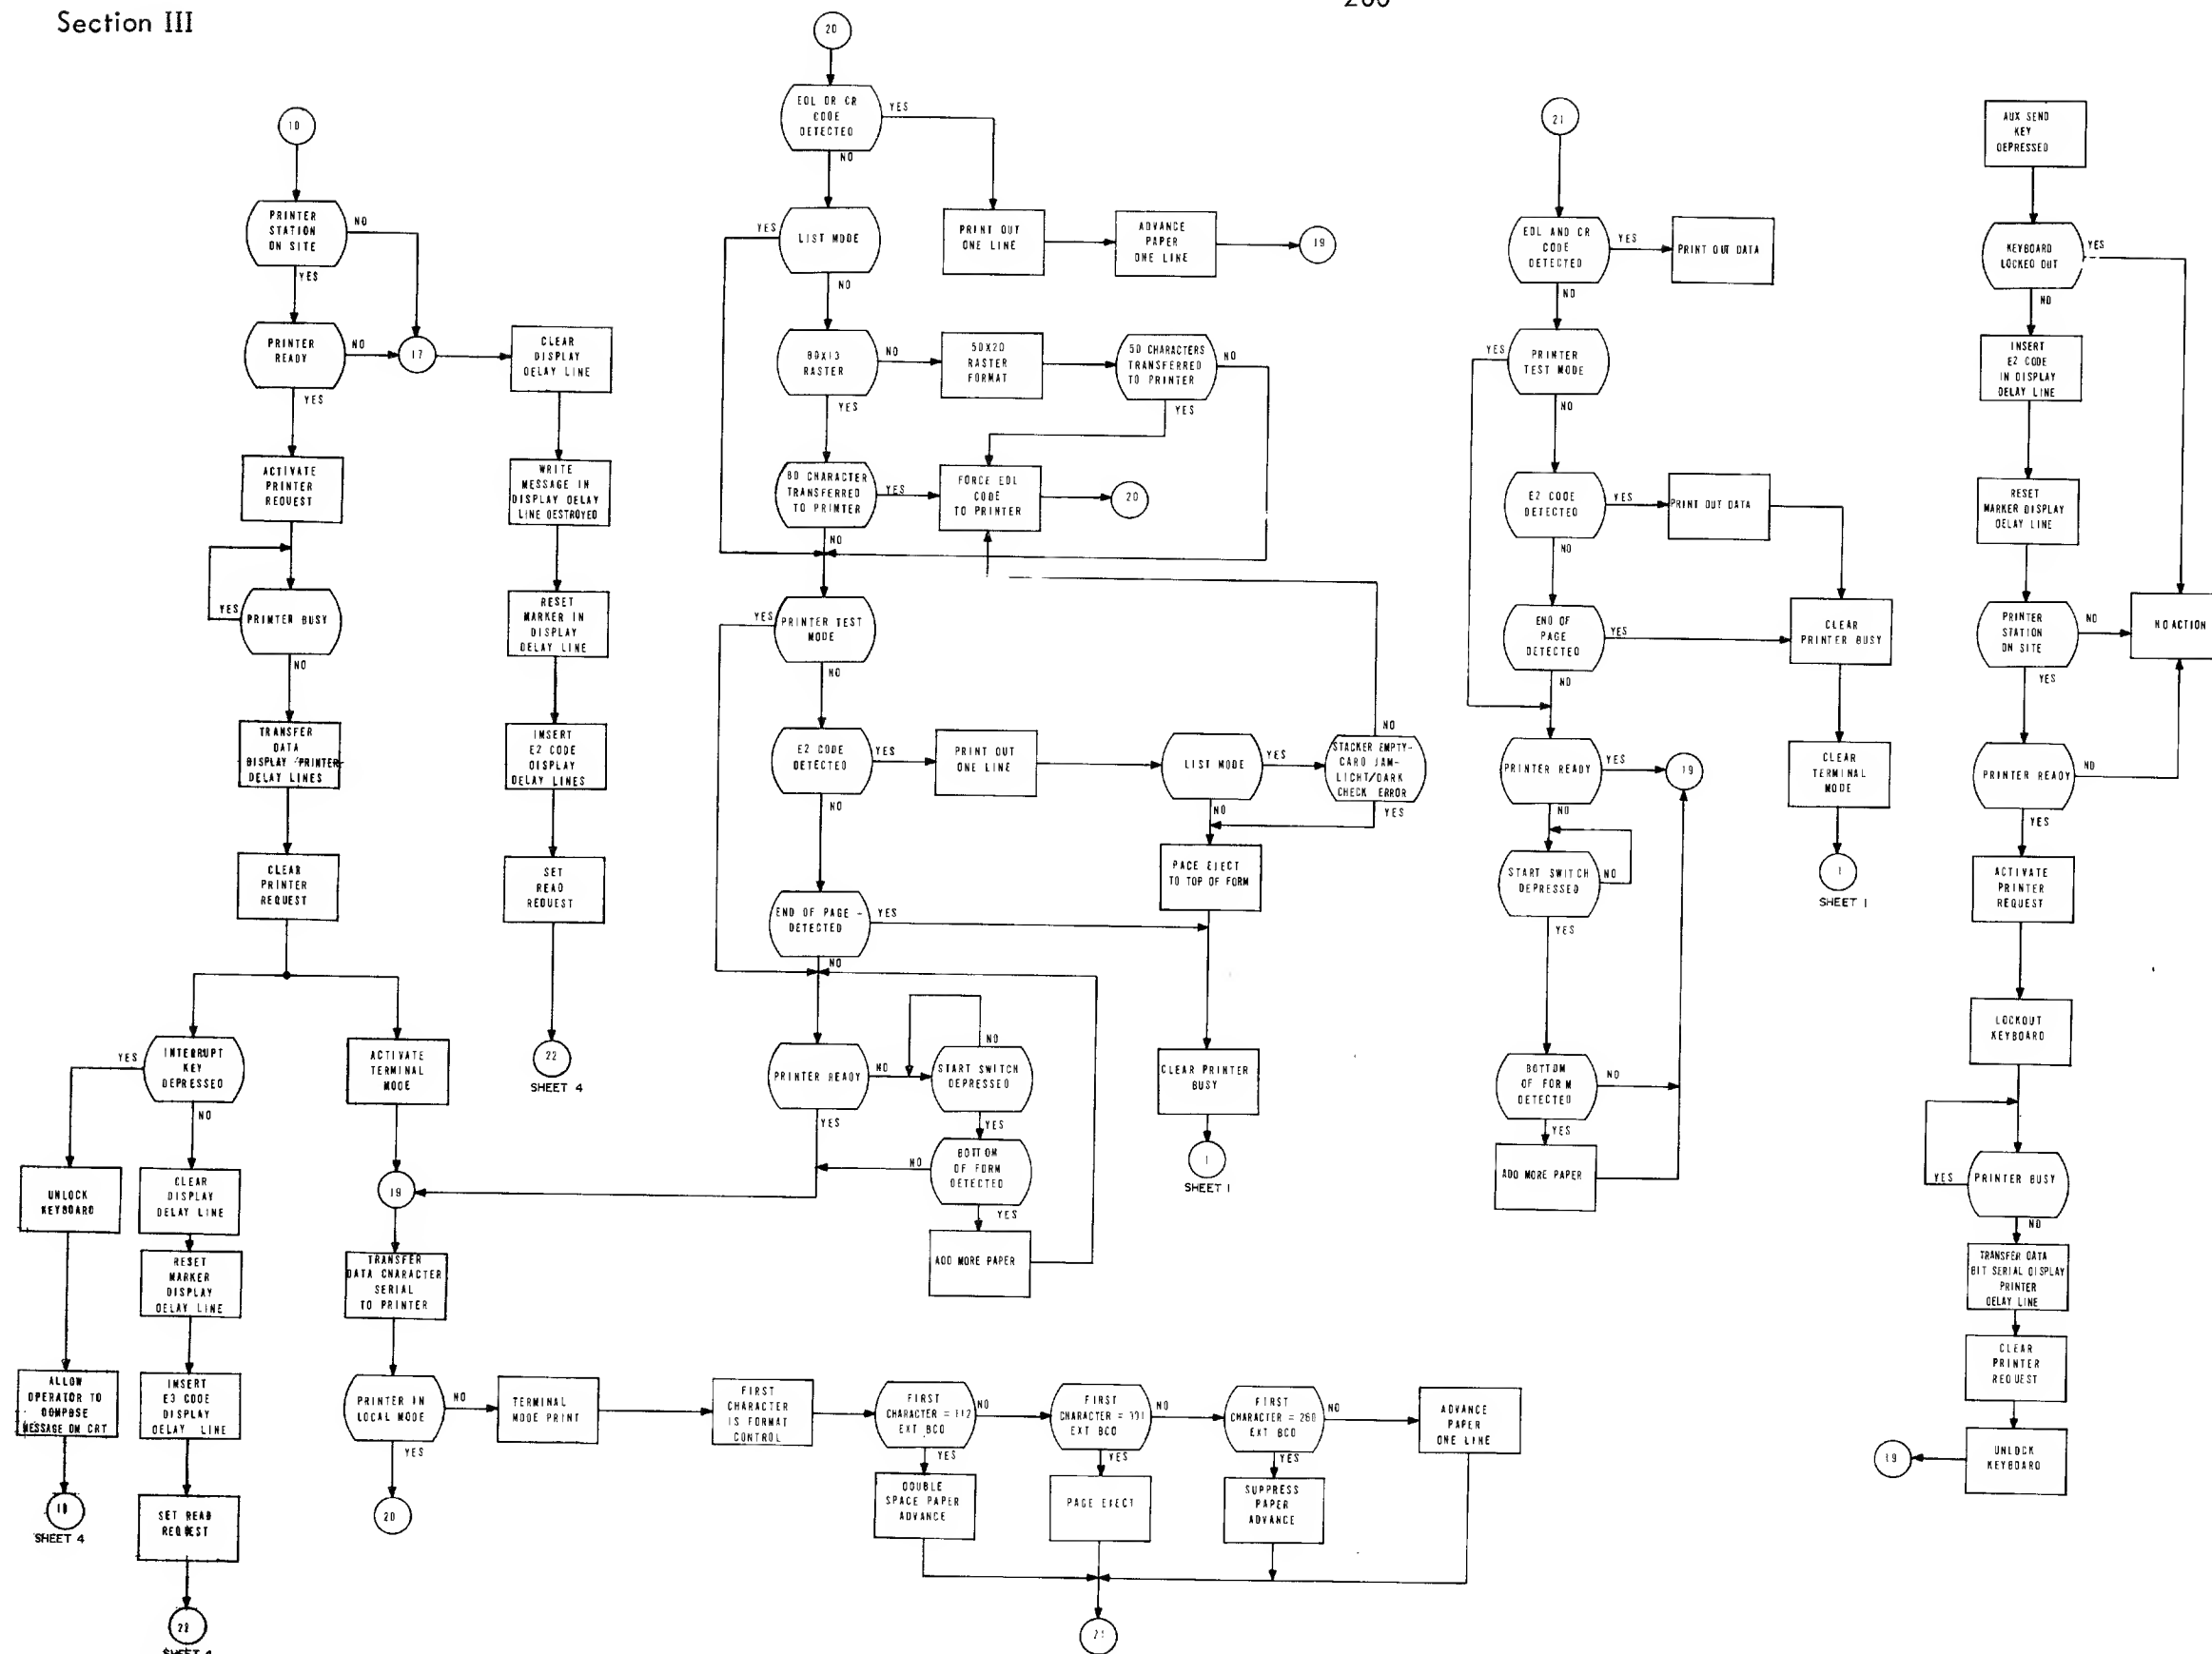 Section III
10
PRINTER
STATION
ON SITE
NO
YES
PRINTER
READY
NO
17
YES
CLEAR
DISPLAY
DELAY LINE
ACTIVATE
PRINTER
REQUEST
WRITE
MESSAGE IN
DISPLAY DELAY
LINE DESTROYED
PRINTER BUSY
YES
NO
RESET
MARKER IN
DISPLAY
DELAY LINE
TRANSFER
DATA
DISPLAY PRINTER
DELAY LINES
INSERT
E2 CODE
DISPLAY
DELAY LINES
CLEAR
PRINTER
REQUEST
SET
READ
REQUEST
22
SHEET 4
INTERRUPT
KEY
DEPRESSED
YES
NO
ACTIVATE
TERMINAL
MODE
UNLOCK
KEYBOARD
CLEAR
DISPLAY
DELAY LINE
19
RESET
MARKER
DISPLAY
DELAY LINE
TRANSFER
DATA CHARACTER
SERIAL
TO PRINTER
ALLOW
OPERATOR TO
COMPOSE
MESSAGE ON CRT
INSERT
E3 CODE
DISPLAY
DELAY LINE
SHEET 4
SET READ
REQUEST
22
SHEET 4
PRINTER IN
LOCAL MODE
NO
YES
20
TERMINAL
MODE PRINT
FIRST
CHARACTER
IS FORMAT
CONTROL
FIRST
CHARACTER =
EXT BCD
NO
YES
DOUBLE
SPACE PAPER
ADVANCE
FIRST
CHARACTER =
EXT BCD
NO
YES
PAGE EJECT
FIRST
CHARACTER = 260
EXT BCD
NO
YES
SUPPRESS
PAPER
ADVANCE
ADVANCE
PAPER
ONE LINE
21
20
EOL OR CR
CODE
DETECTED
YES
NO
LIST MODE
YES
NO
PRINT OUT
ONE LINE
ADVANCE
PAPER
ONE LINE
19
80X13
RASTER
NO
YES
50X20
RASTER
FORMAT
50 CHARACTERS
TRANSFERRED
TO PRINTER
NO
YES
80 CHARACTER
TRANSFERRED
TO PRINTER
YES
NO
FORCE EOL
CODE
TO PRINTER
20
PRINTER TEST
MODE
YES
NO
E2 CODE
DETECTED
YES
NO
PRINT OUT
ONE LINE
LIST MODE
YES
NO
STACKER EMPTY-
CARD JAM-
LIGHT/DARK
CHECK ERROR
NO
YES
PAGE EJECT
TO TOP OF FORM
END OF PAGE -
DETECTED
YES
NO
PRINTER READY
NO
YES
START SWITCH
DEPRESSED
NO
YES
BOTTOM
OF FORM
DETECTED
NO
YES
ADD MORE PAPER
CLEAR PRINTER
BUSY
1
SHEET 1
21
EOL AND CR
CODE
DETECTED
YES
NO
PRINT OUT DATA
PRINTER
TEST MODE
YES
NO
E2 CODE
DETECTED
YES
NO
PRINT OUT DATA
END OF
PAGE
DETECTED
YES
NO
CLEAR
PRINTER BUSY
PRINTER READY
YES
NO
19
CLEAR
TERMINAL
MODE
1
SHEET 1
START SWITCH
DEPRESSED
NO
YES
BOTTOM
OF FORM
DETECTED
NO
YES
ADD MORE PAPER
AUX SEND
KEY
DEPRESSED
KEYBOARD
LOCKED OUT
YES
NO
INSERT
E2 CODE
IN DISPLAY
DELAY LINE
RESET
MARKER DISPLAY
DELAY LINE
PRINTER
STATION
ON SITE
NO
YES
NO ACTION
PRINTER READY
NO
YES
ACTIVATE
PRINTER
REQUEST
LOCKOUT
KEYBOARD
PRINTER BUSY
YES
NO
TRANSFER DATA
BIT SERIAL DISPLAY
PRINTER
DELAY LINE
CLEAR
PRINTER
REQUEST
UNLOCK
KEYBOARD
19